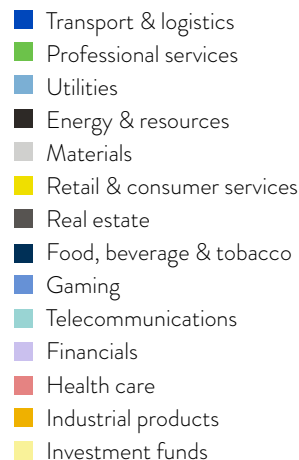 Transport & logistics
Professional services
Utilities
Energy & resources
Materials
Retail & consumer services
Real estate
Food, beverage & tobacco
Gaming
Telecommunications
Financials
Health care
Industrial products
Investment funds